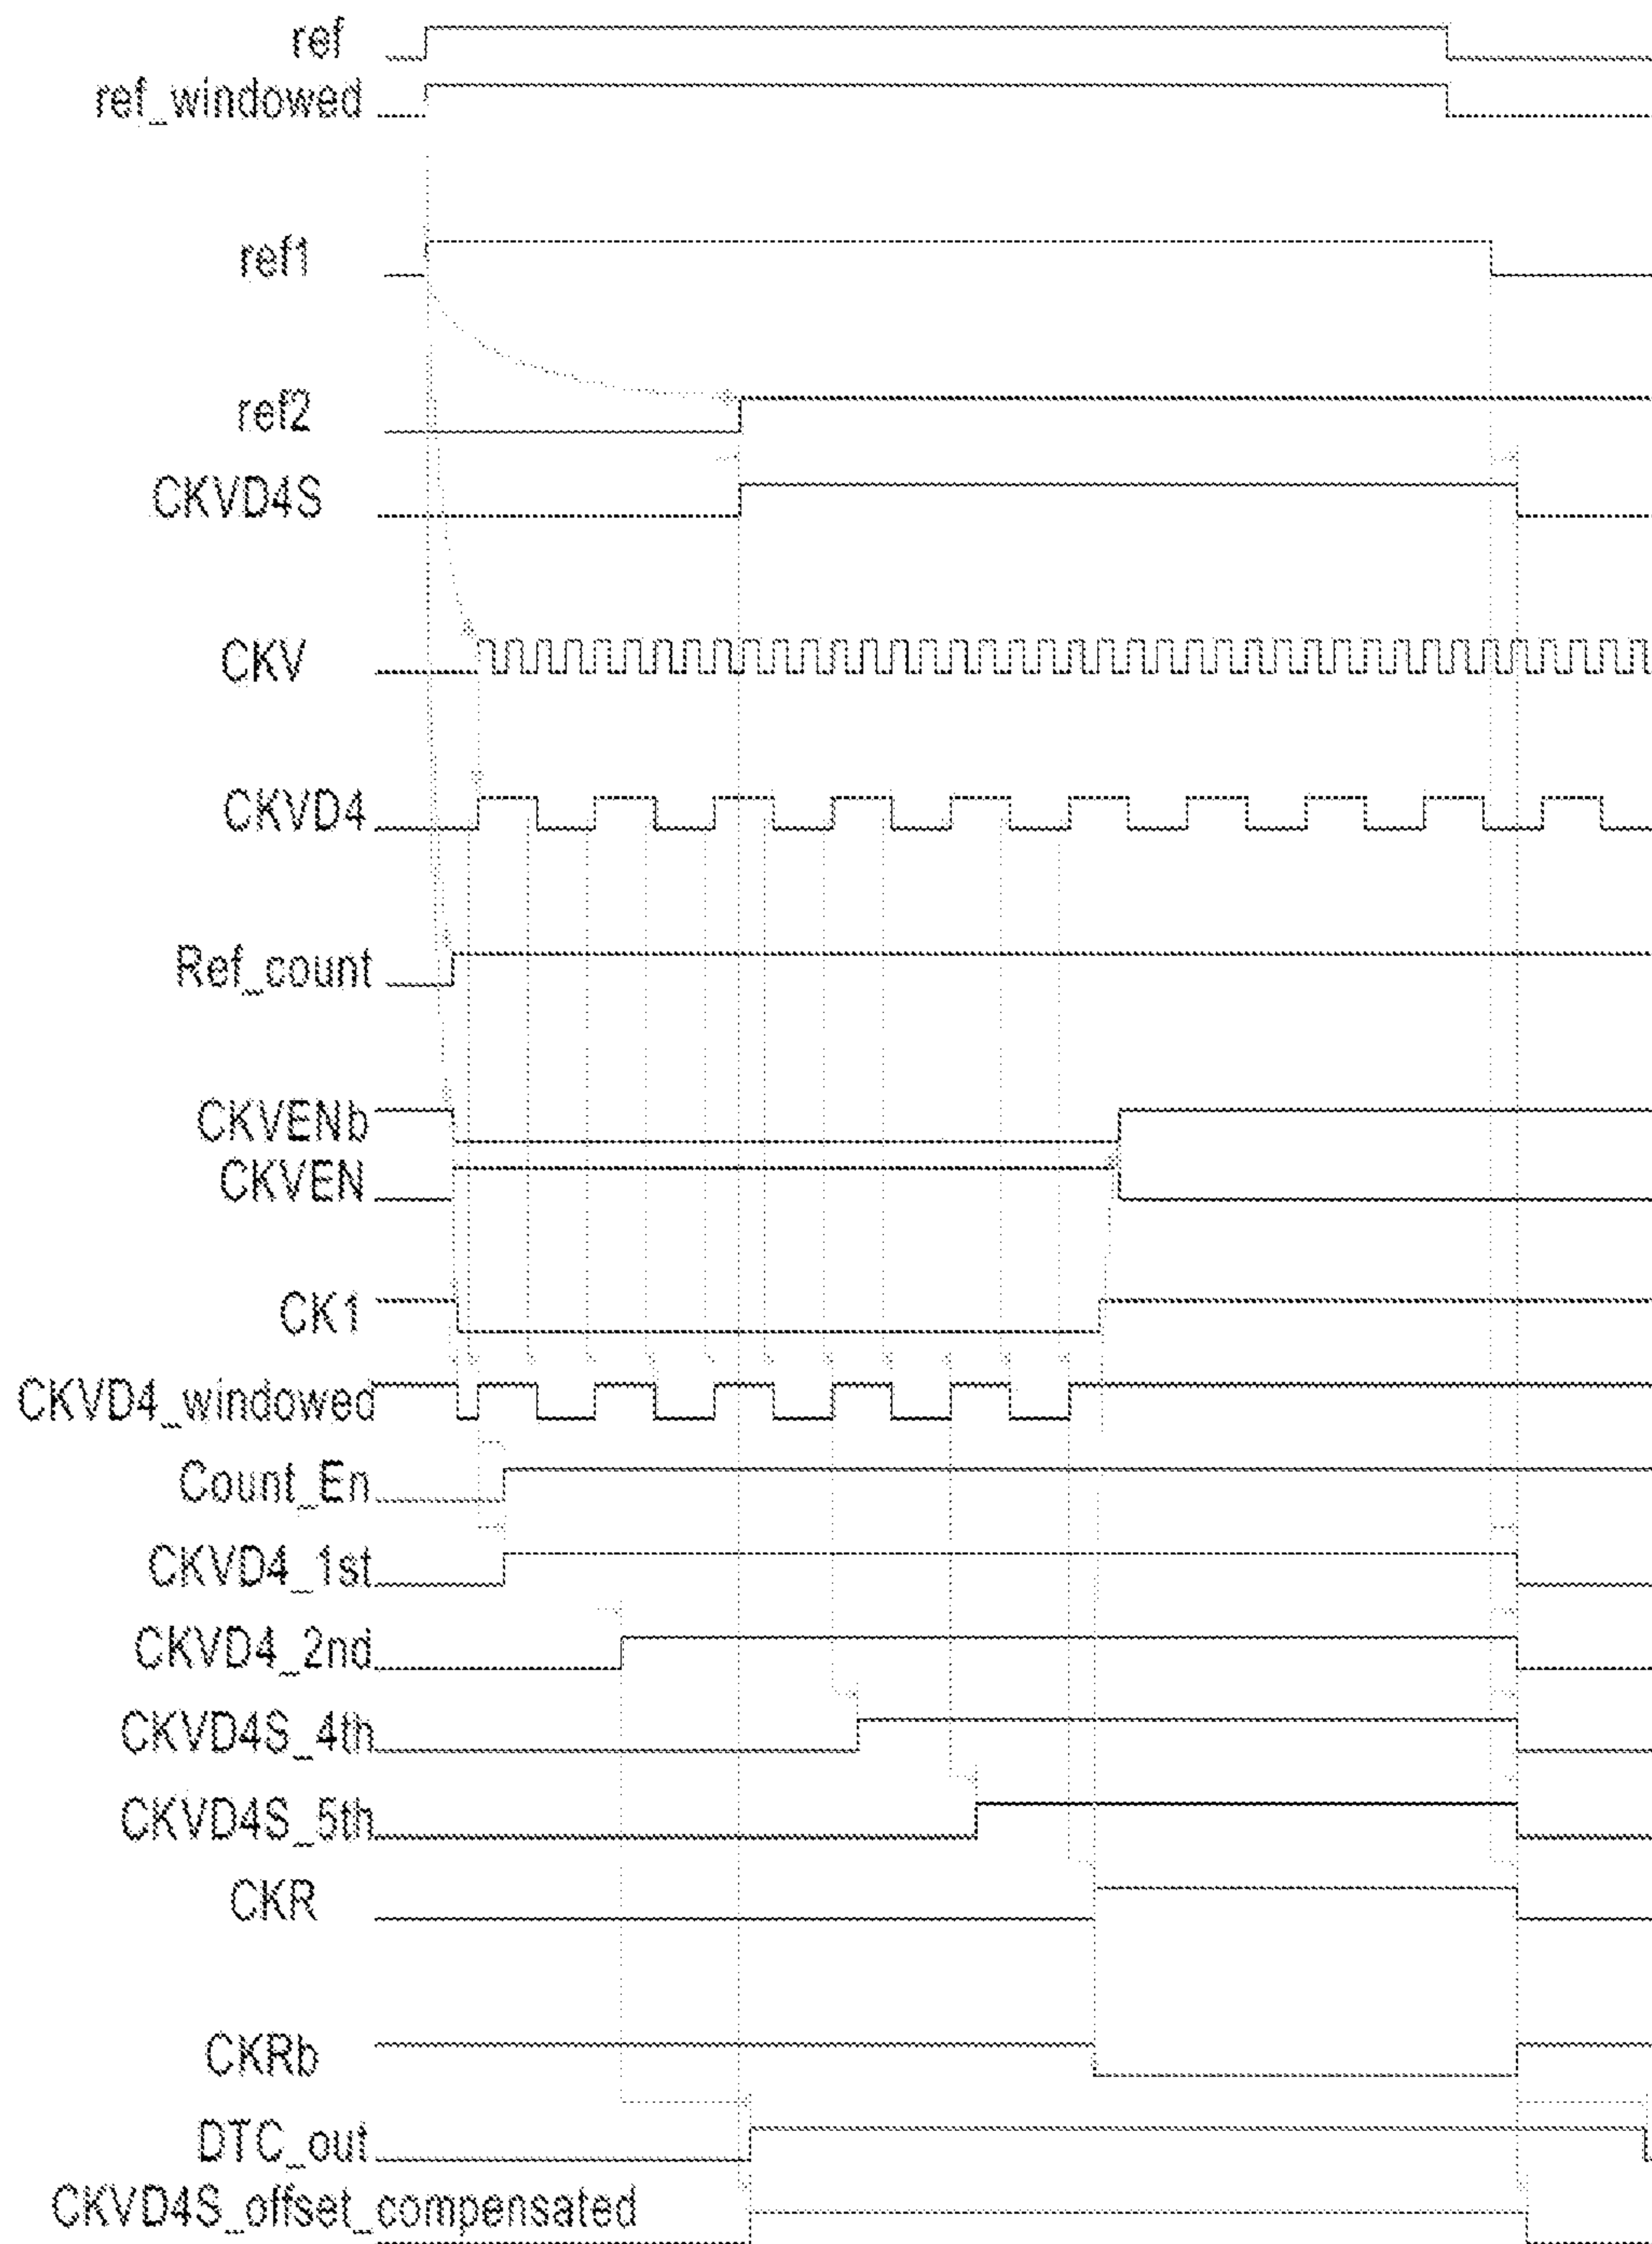 ref
ref_windowed
ref1
ref2
CKVD4S
CKV
CKVD4
Ref_count
CKVENb
CKVEN
CK1
CKVD4_windowed
Count_En
CKVD4_1st
CKVD4_2nd
CKVD4S_4th
CKVD4S_5th
CKR
CKRb
DTC_out
CKVD4S_offset_compensated